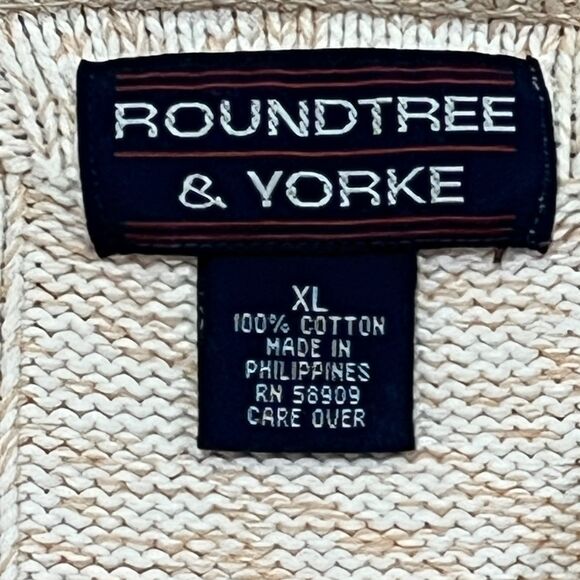 ROUNDTREE
& YORKE
XL
100% COTTON
MADE IN
PHILIPPINES
RN 58909
CARE OVER